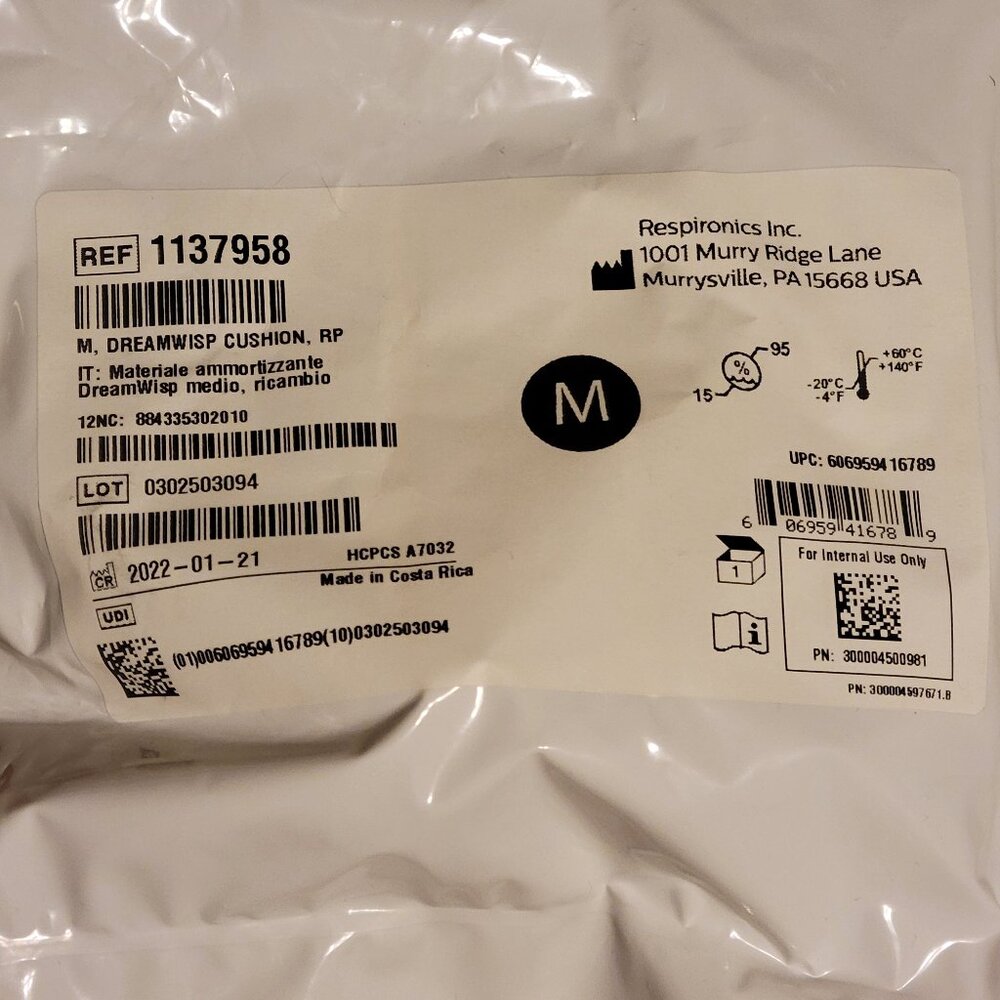 REF 1137958
M, DREAMWISP CUSHION, RP
IT: Materiale ammortizzante
DreamWisp medio, ricambio
12NC: 884335302010
LOT 0302503094
CR 2022-01-21
HCPCS A7032
Made in Costa Rica
UDI
(01)00606959416789(10)0302503094
M
Respironics Inc.
1001 Murry Ridge Lane
Murrysville, PA 15668 USA
% 95
15
+60°C
+140°F
-20°C
-4°F
UPC: 606959416789
6 06959 41678 9
1
i
For Internal Use Only
PN: 300004500981
PN: 300004597671.B